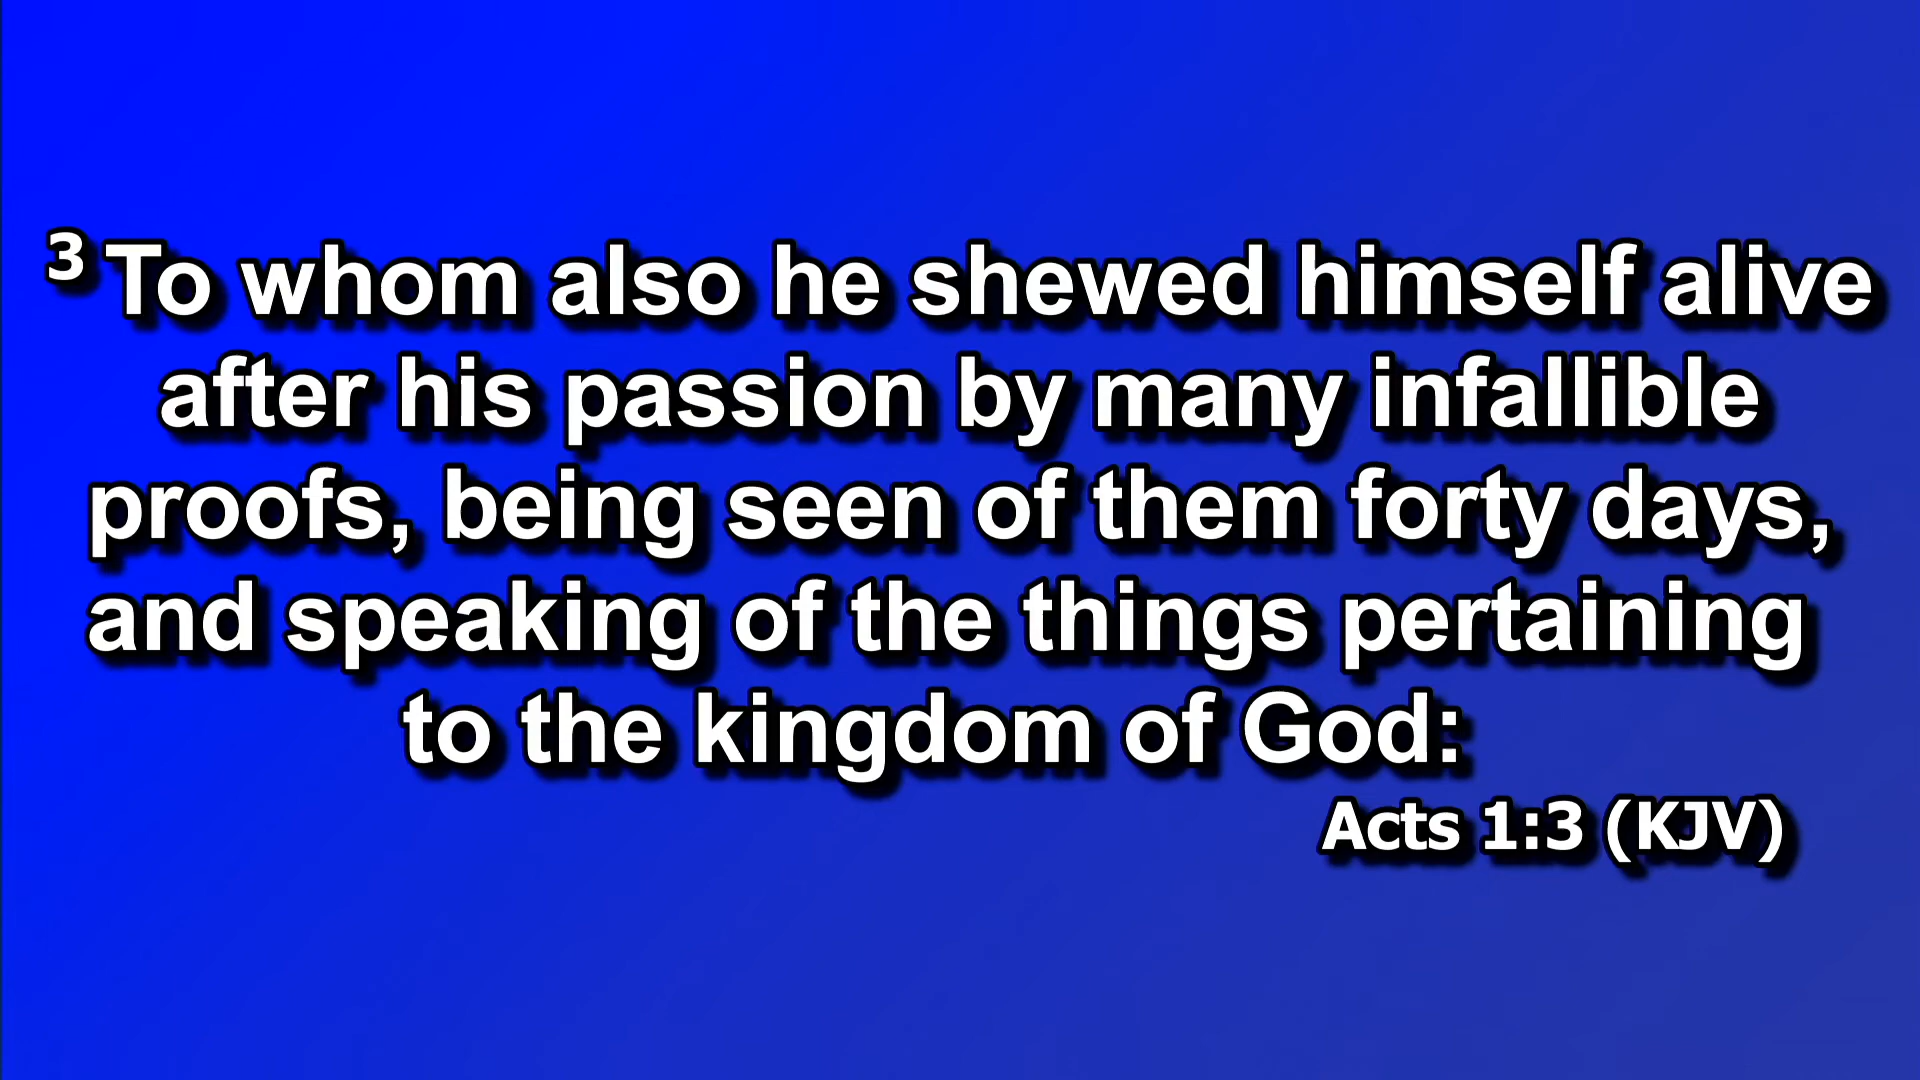 3 To whom also he shewed himself alive
after his passion by many infallible
proofs, being seen of them forty days,
and speaking of the things pertaining
to the kingdom of God:
Acts 1:3 (KJV)